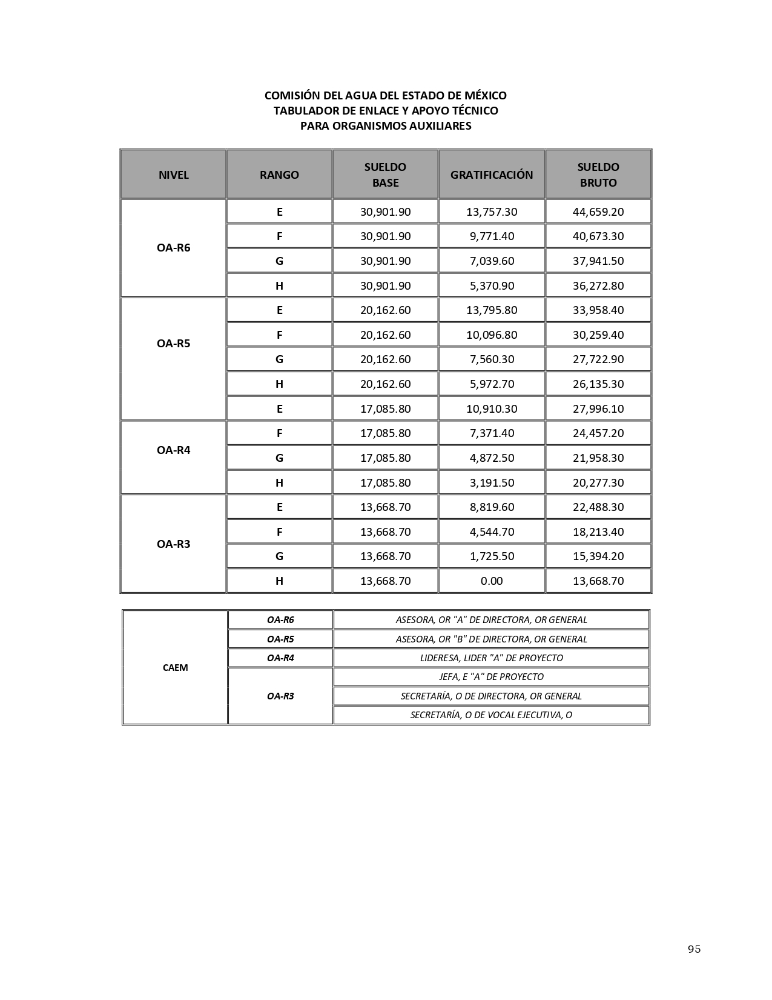 COMISIÓN DEL AGUA DEL ESTADO DE MÉXICO
TABULADOR DE ENLACE Y APOYO TÉCNICO
PARA ORGANISMOS AUXILIARES
NIVEL RANGO SUELDO BASE GRATIFICACIÓN SUELDO BRUTO
OA-R6
E 30,901.90 13,757.30 44,659.20
F 30,901.90 9,771.40 40,673.30
G 30,901.90 7,039.60 37,941.50
H 30,901.90 5,370.90 36,272.80
OA-R5
E 20,162.60 13,795.80 33,958.40
F 20,162.60 10,096.80 30,259.40
G 20,162.60 7,560.30 27,722.90
H 20,162.60 5,972.70 26,135.30
E 17,085.80 10,910.30 27,996.10
OA-R4
F 17,085.80 7,371.40 24,457.20
G 17,085.80 4,872.50 21,958.30
H 17,085.80 3,191.50 20,277.30
OA-R3
E 13,668.70 8,819.60 22,488.30
F 13,668.70 4,544.70 18,213.40
G 13,668.70 1,725.50 15,394.20
H 13,668.70 0.00 13,668.70
CAEM
OA-R6 ASESORA, OR "A" DE DIRECTORA, OR GENERAL
OA-R5 ASESORA, OR "B" DE DIRECTORA, OR GENERAL
OA-R4 LIDERESA, LIDER "A" DE PROYECTO
OA-R3
JEFA, E "A" DE PROYECTO
SECRETARÍA, O DE DIRECTORA, OR GENERAL
SECRETARÍA, O DE VOCAL EJECUTIVA, O
95